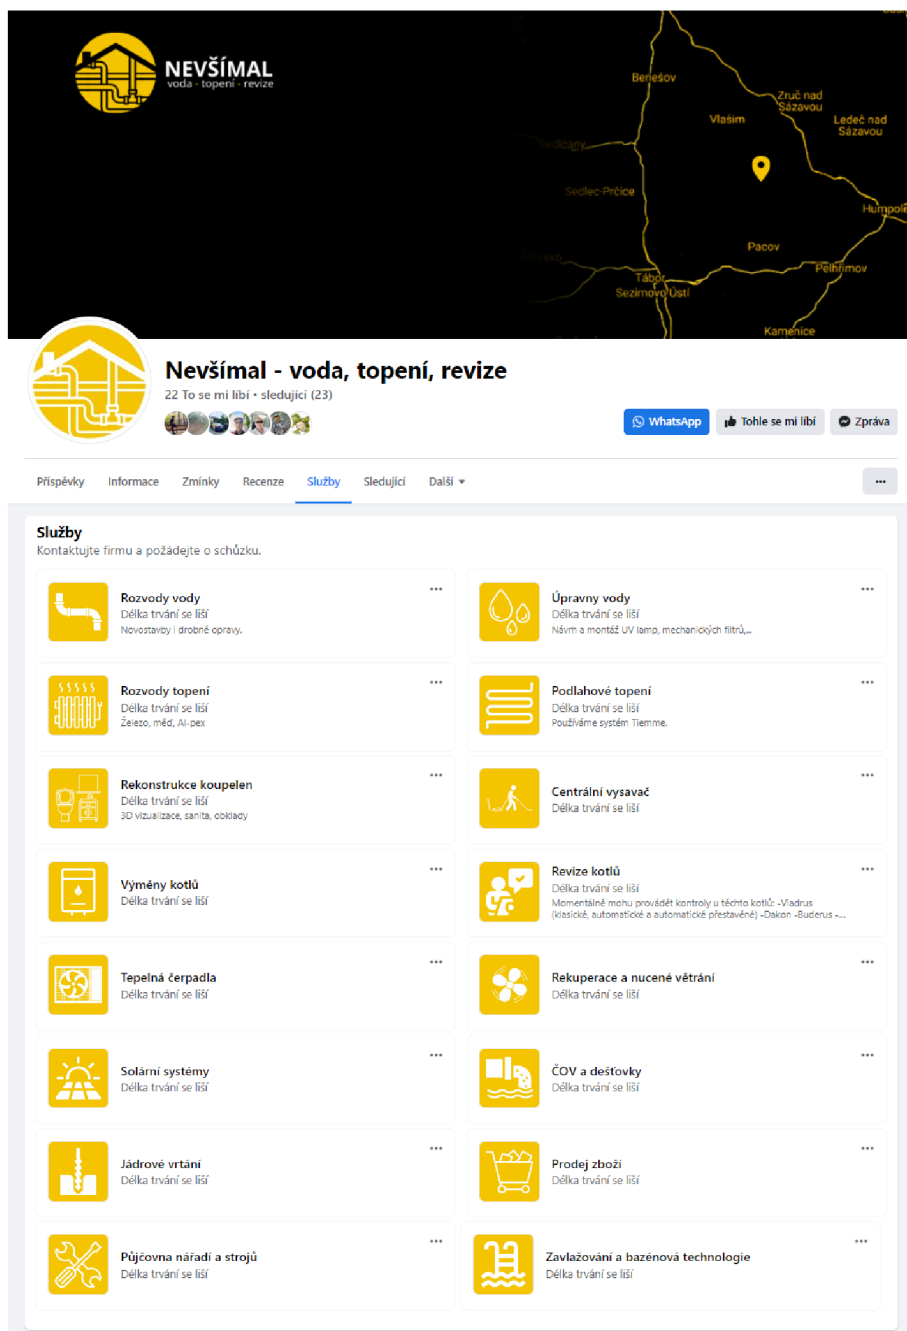 NEVŠÍMAL
voda - topení - revize
Benešov
Zruč nad
Sázavou
Vlašim
Ledeč nad
Sázavou
Sedlčany
Sedlec-Prčice
Humpole
Pacov
Pelhřimov
Tábor
Sezimovo Ústí
Kamenice
Nevšímal - voda, topení, revize
22 To se mi líbí • sledující (23)
WhatsApp
Tohle se mi líbí
Zpráva
Příspěvky Informace Zmínky Recenze Služby Sledující Další
Služby
Kontaktujte firmu a požádejte o schůzku.
Rozvody vody
Délka trvání se liší
Novostavby i drobné opravy.
Úpravny vody
Délka trvání se liší
Návrh a montáž UV lamp, mechanických filtrů,...
Rozvody topení
Délka trvání se liší
Železo, měď, Al-pex
Podlahové topení
Délka trvání se liší
Používáme systém Tiemme.
Rekonstrukce koupelen
Délka trvání se liší
3D vizualizace, sanita, obklady
Centrální vysavač
Délka trvání se liší
Výměny kotlů
Délka trvání se liší
Revize kotlů
Délka trvání se liší
Momentálně mohu provádět kontroly u těchto kotlů: -Viadrus
(klasické, automatické a automatické přestavěné) -Dakon -Buderus -...
Tepelná čerpadla
Délka trvání se liší
Rekuperace a nucené větrání
Délka trvání se liší
Solární systémy
Délka trvání se liší
ČOV a dešťovky
Délka trvání se liší
Jádrové vrtání
Délka trvání se liší
Prodej zboží
Délka trvání se liší
Půjčovna nářadí a strojů
Délka trvání se liší
Zavlažování a bazénová technologie
Délka trvání se liší